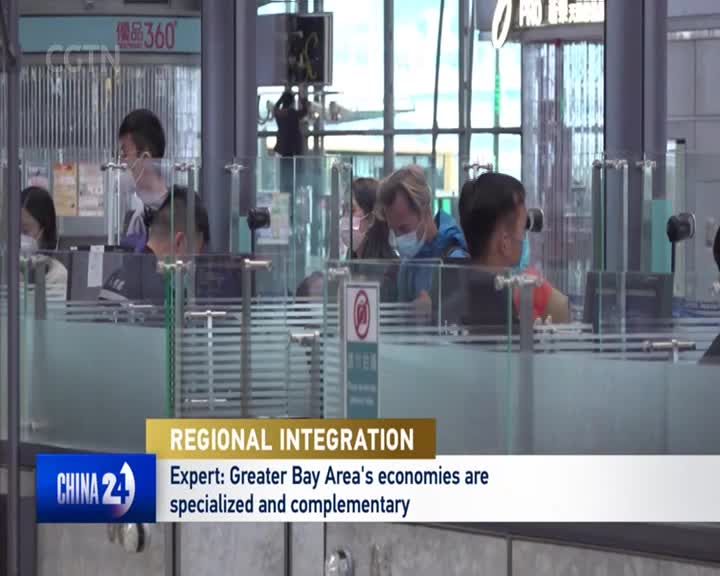 CGTN
優品360°
PRO
REGIONAL INTEGRATION
CHINA 24
Expert: Greater Bay Area's economies are
specialized and complementary